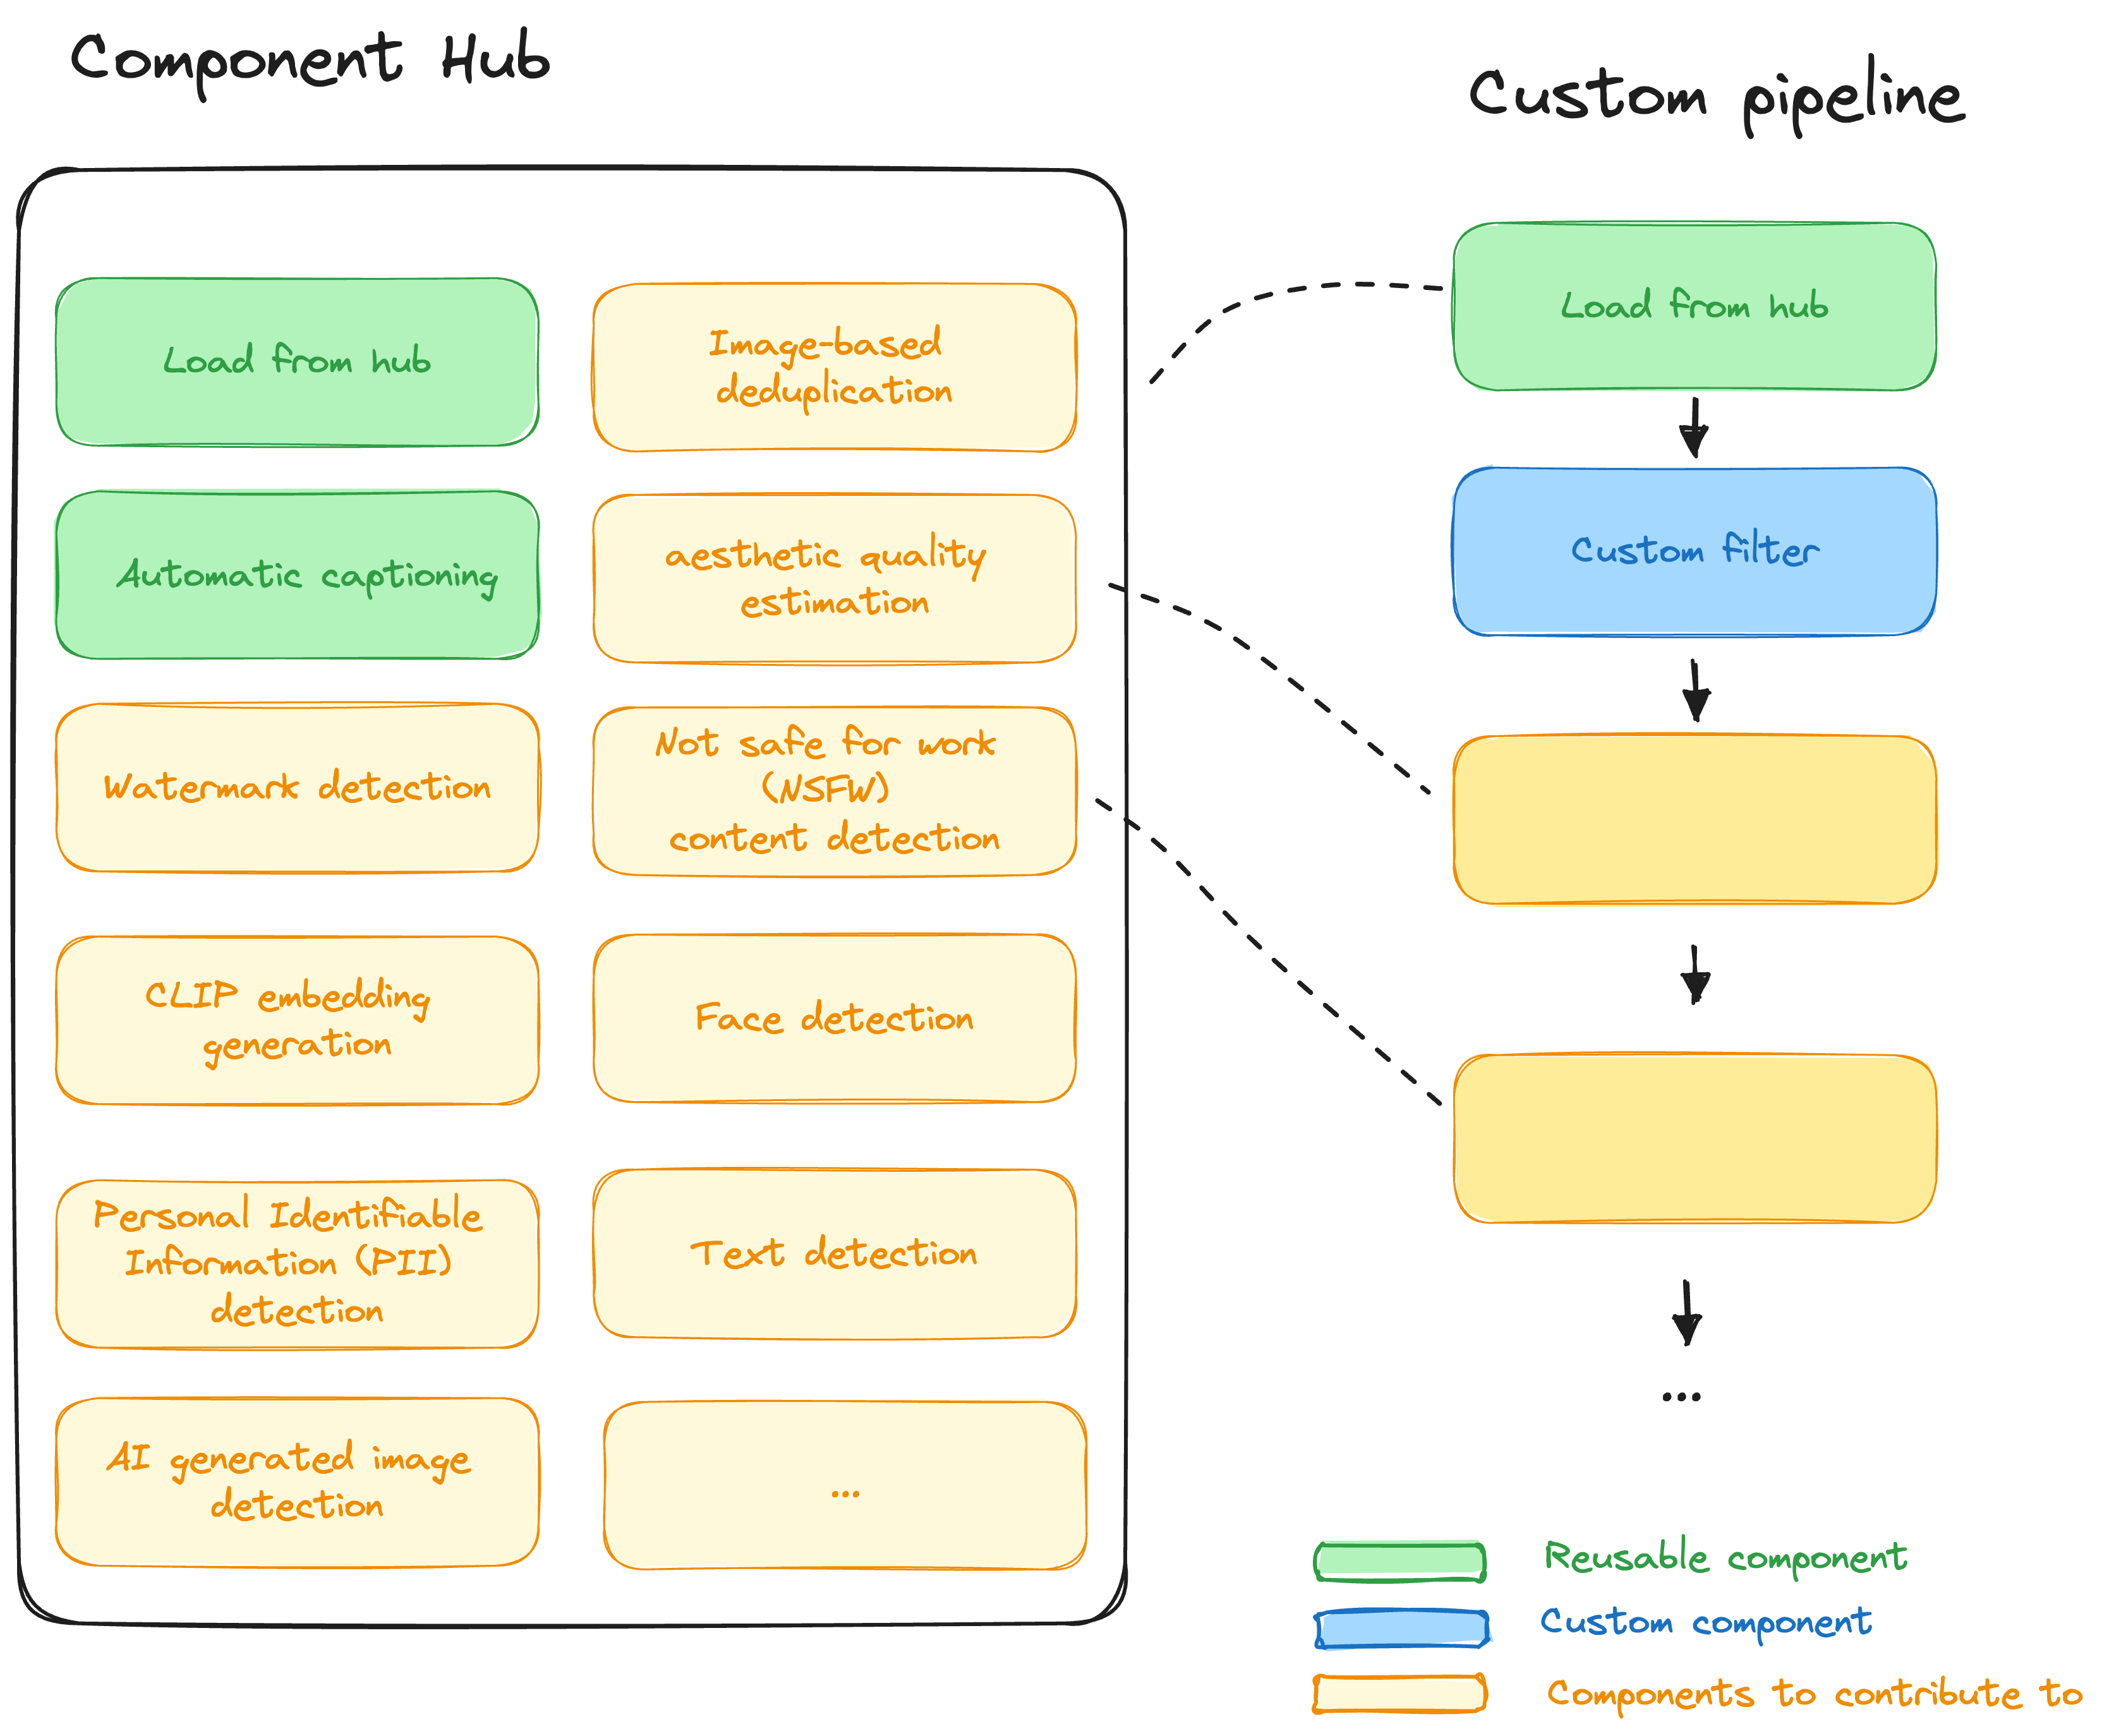 Component Hub
Load from hub
Image-based
deduplication
Automatic captioning
aesthetic quality
estimation
Watermark detection
Not safe for work
(NSFW)
content detection
CLIP embedding
generation
Face detection
Personal Identifiable
Information (PII)
detection
Text detection
AI generated image
detection
...
Custom pipeline
Load from hub
Custom filter
...
Reusable component
Custom component
Components to contribute to